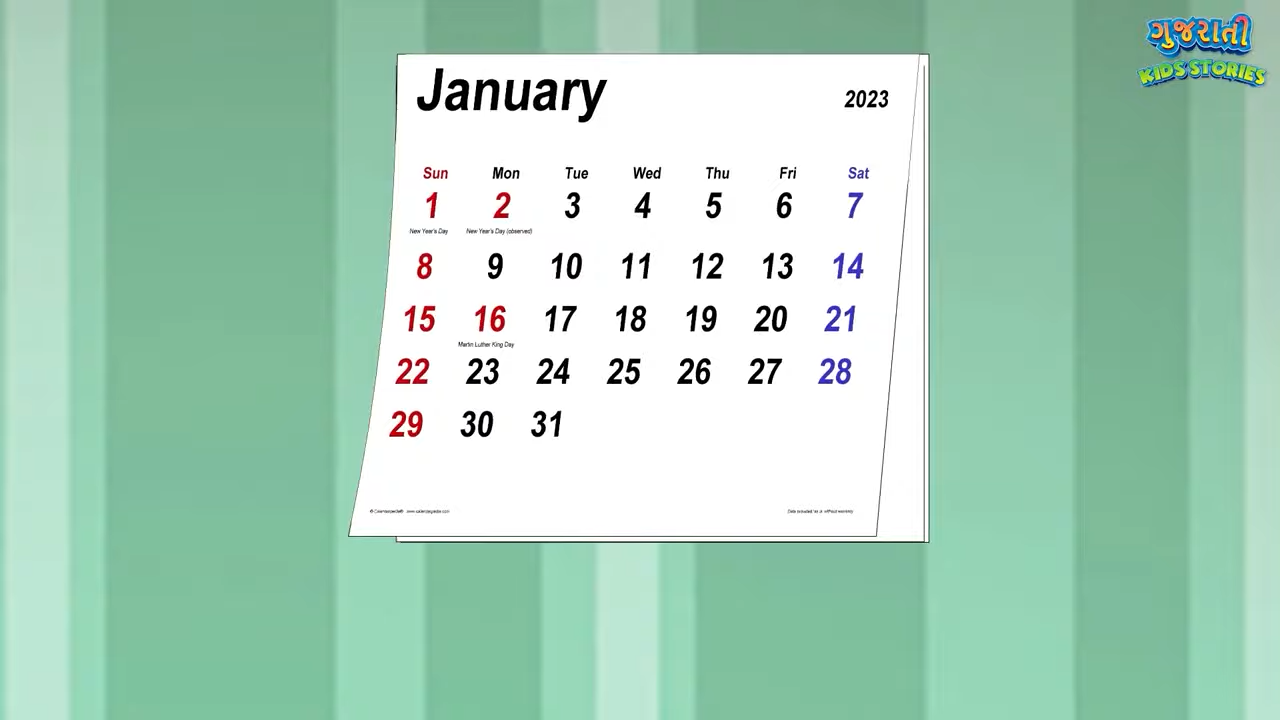 ગુજરાતી
KIDS STORIES
January
2023
Sun Mon Tue Wed Thu Fri Sat
1 2 3 4 5 6 7
New Year's Day New Year's Day (observed)
8 9 10 11 12 13 14
15 16 17 18 19 20 21
Martin Luther King Day
22 23 24 25 26 27 28
29 30 31